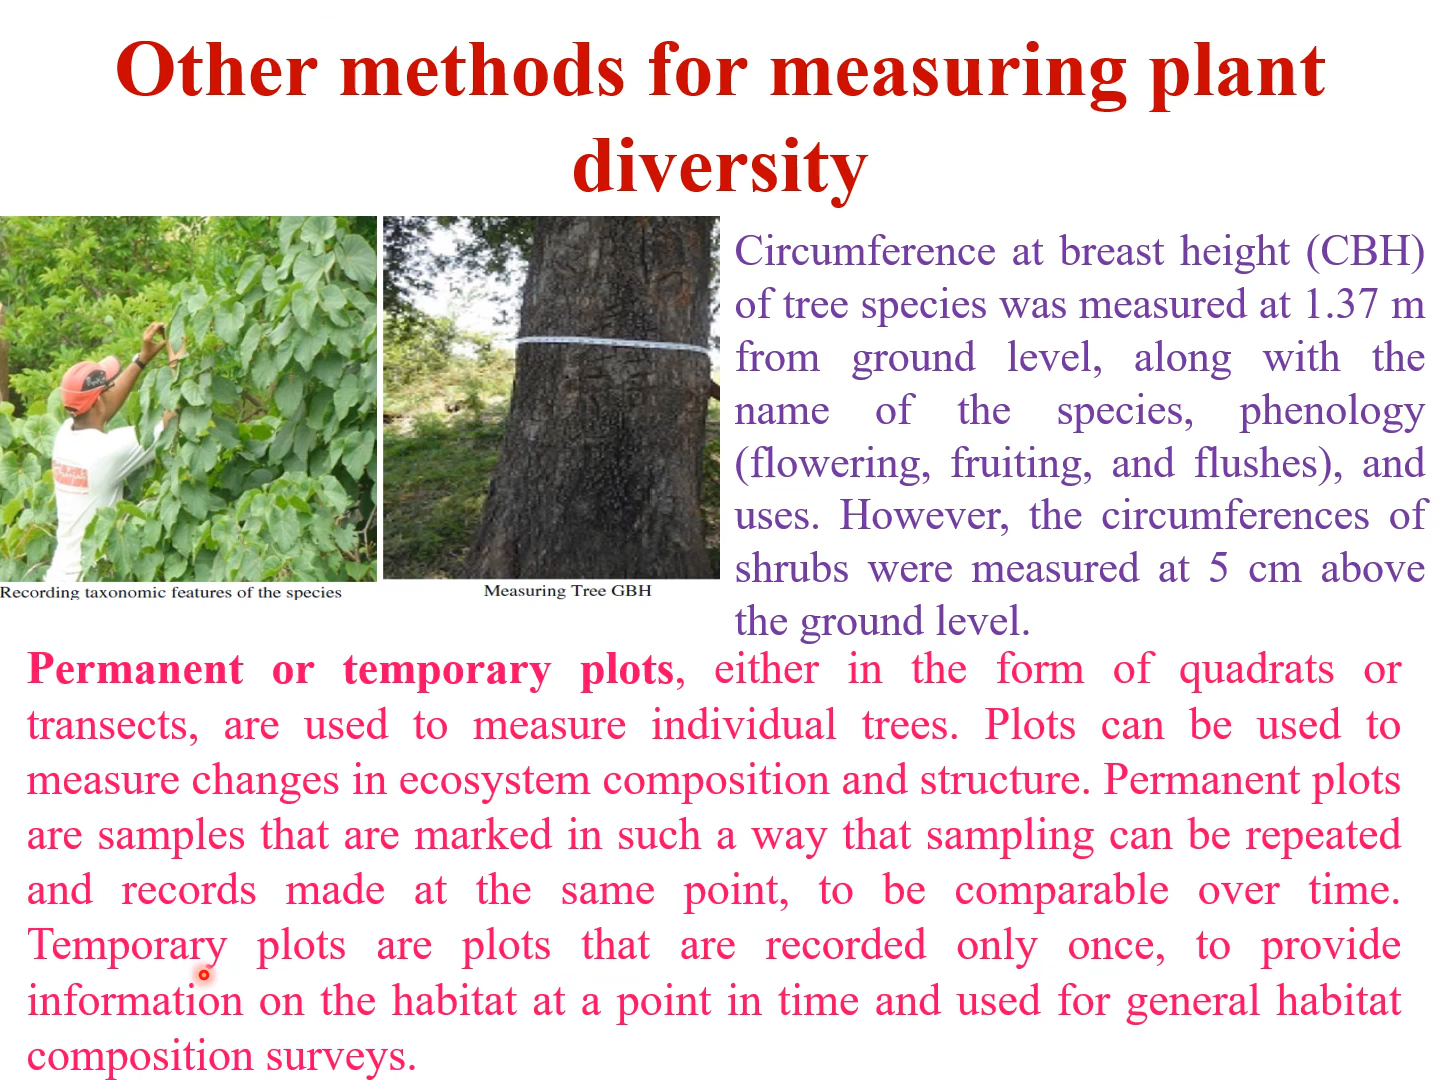 Other methods for measuring plant
diversity
Circumference at breast height (CBH)
of tree species was measured at 1.37 m
from ground level, along with the
name of the species, phenology
(flowering, fruiting, and flushes), and
uses. However, the circumferences of
shrubs were measured at 5 cm above
the ground level.
Recording taxonomic features of the species
Measuring Tree GBH
Permanent or temporary plots, either in the form of quadrats or
transects, are used to measure individual trees. Plots can be used to
measure changes in ecosystem composition and structure. Permanent plots
are samples that are marked in such a way that sampling can be repeated
and records made at the same point, to be comparable over time.
Temporary plots are plots that are recorded only once, to provide
information on the habitat at a point in time and used for general habitat
composition surveys.